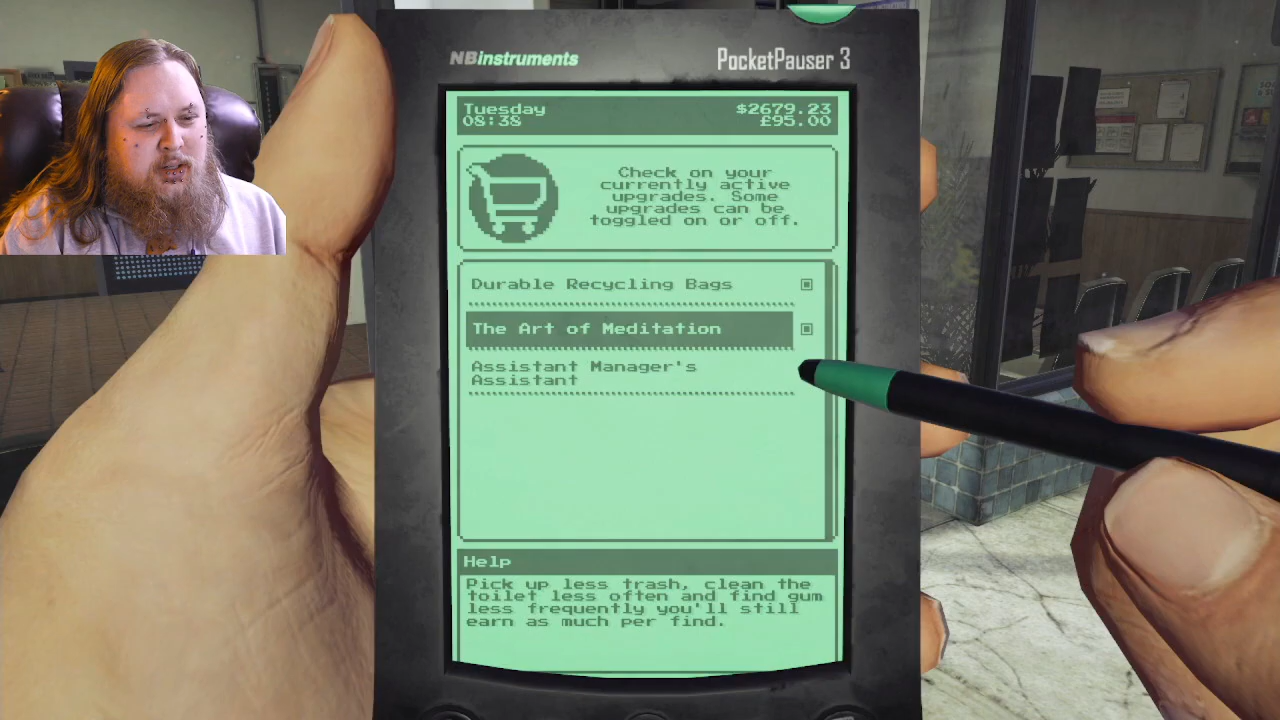 NBinstruments
PocketPauser 3
Tuesday
08:38
$2679.23
£95.00
Check on your
currently active
upgrades. Some
upgrades can be
toggled on or off.
Durable Recycling Bags
The Art of Meditation
Assistant Manager's
Assistant
Help
Pick up less trash, clean the
toilet less often and find gum
less frequently you'll still
earn as much per find.